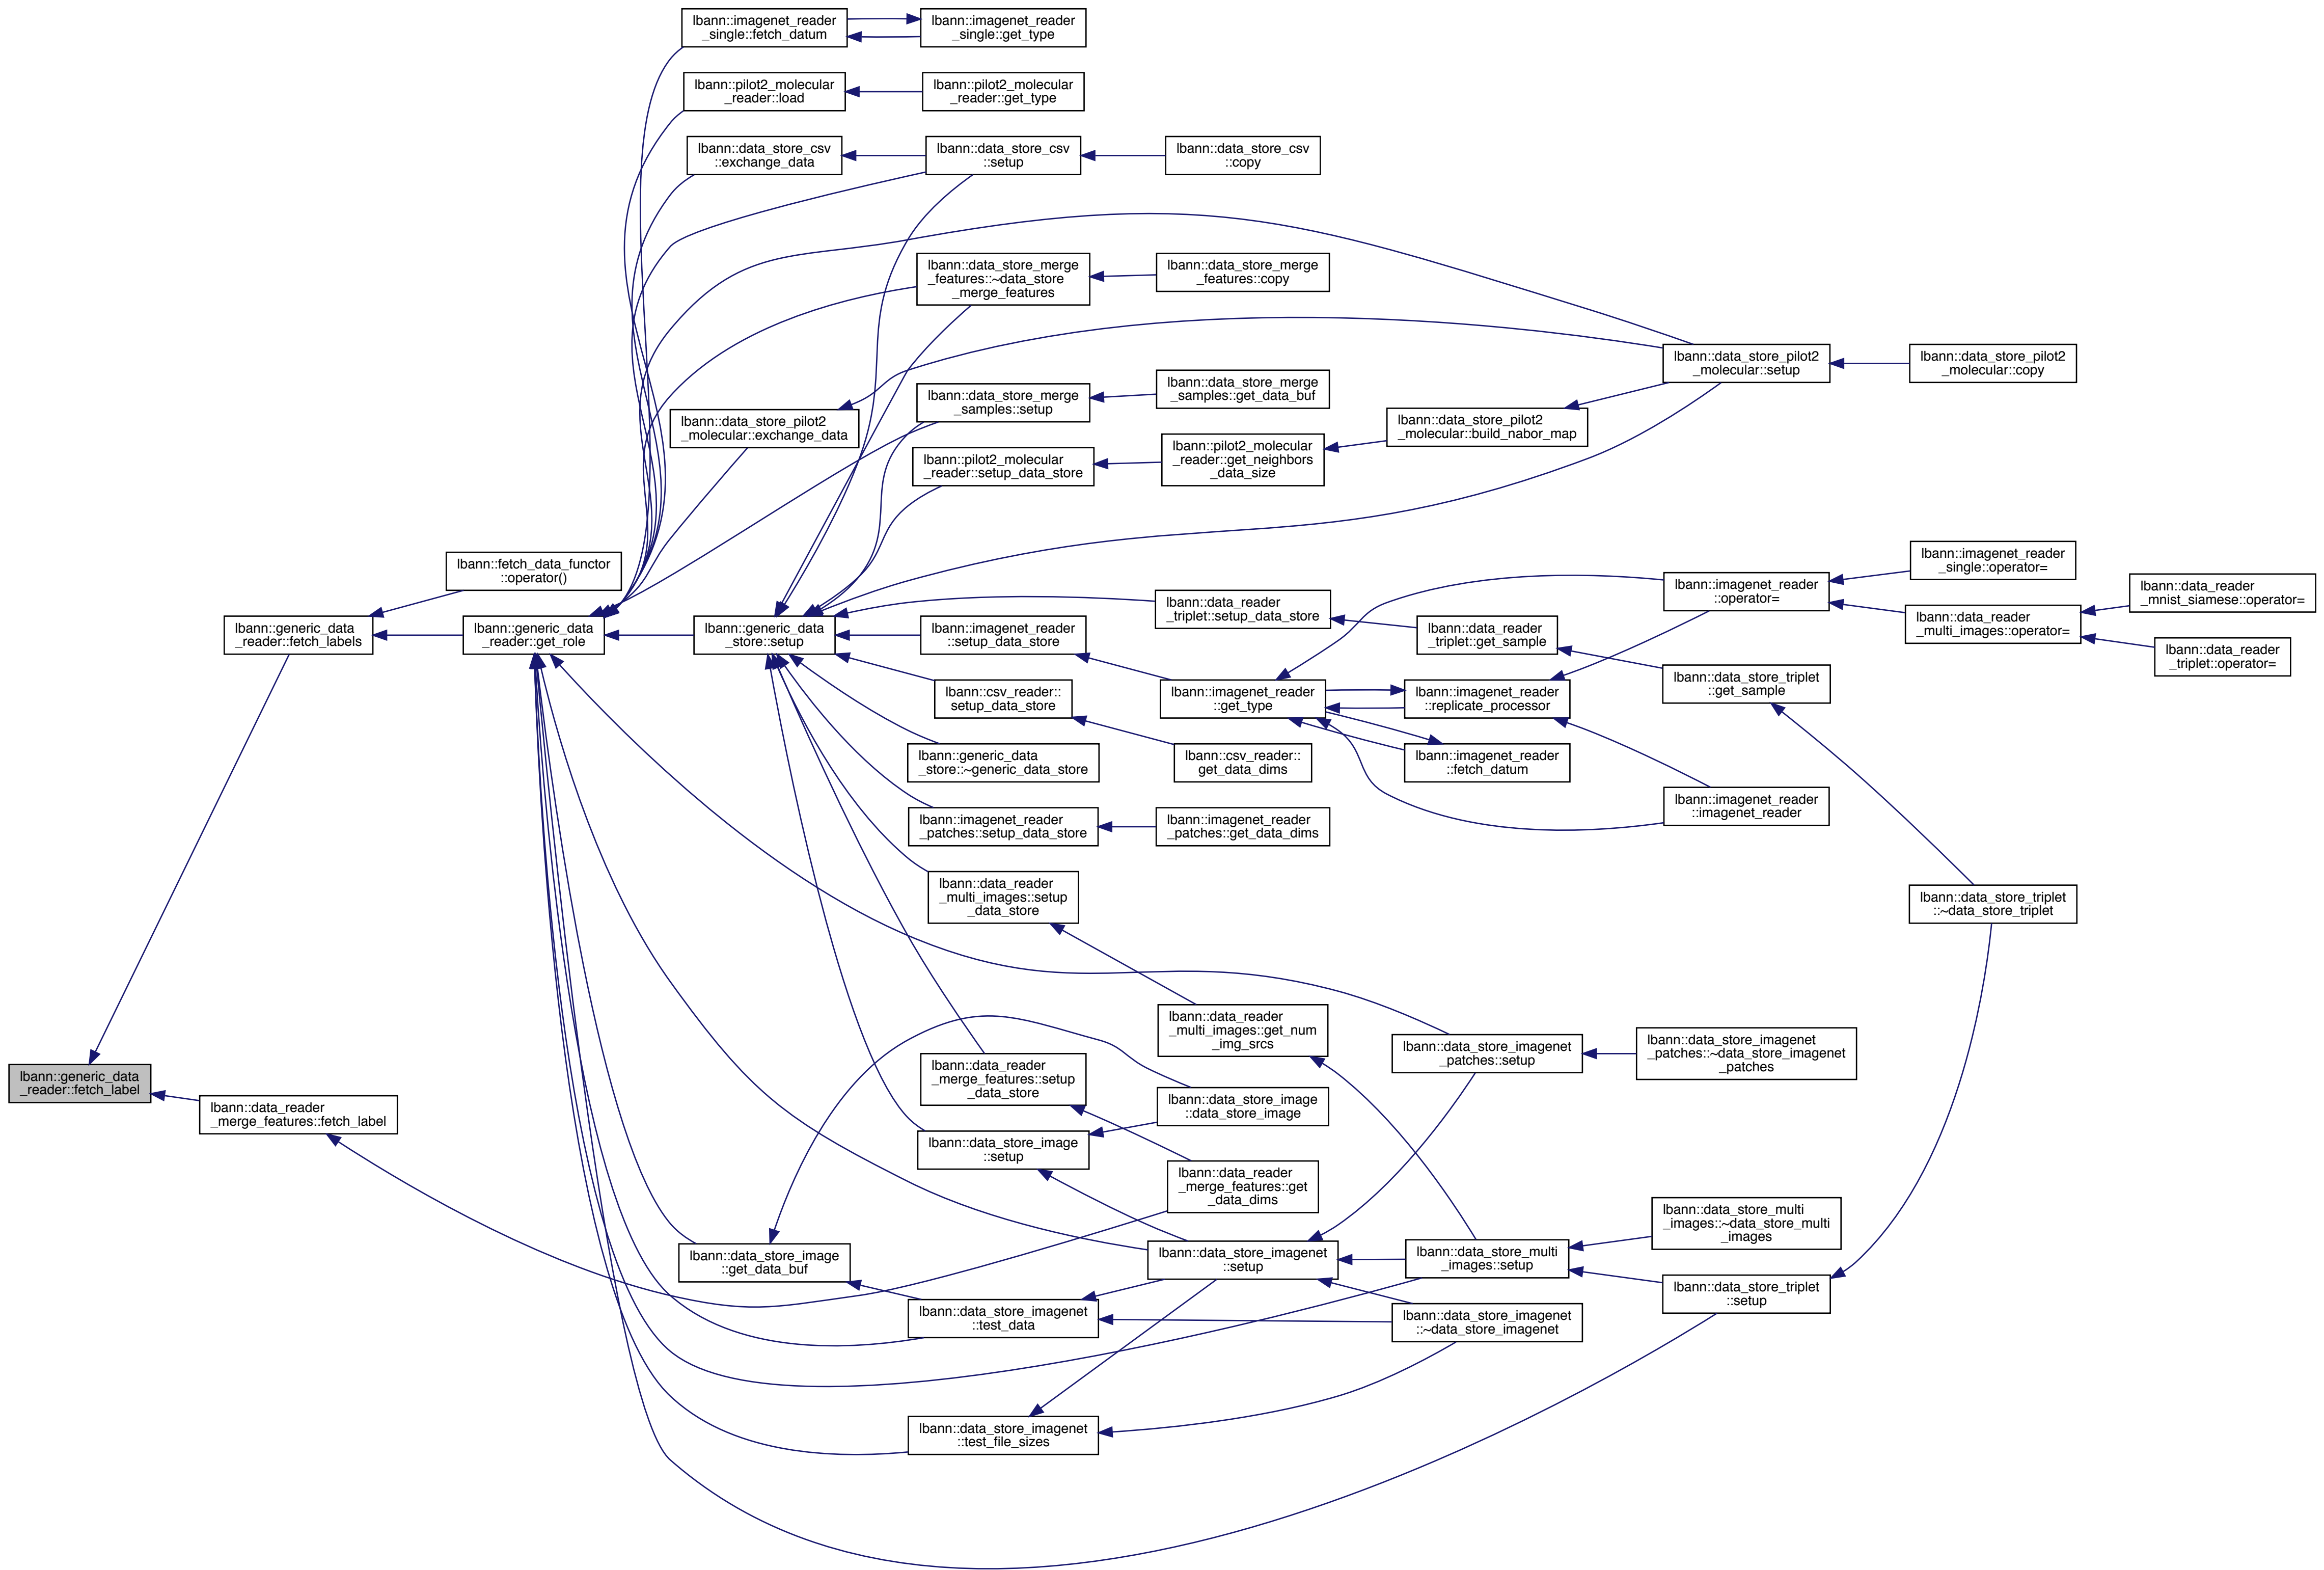 lbann::imagenet_reader
_single::fetch_datum
lbann::imagenet_reader
_single::get_type
lbann::pilot2_molecular
_reader::load
lbann::pilot2_molecular
_reader::get_type
lbann::data_store_csv
::exchange_data
lbann::data_store_csv
::setup
lbann::data_store_csv
::copy
lbann::data_store_merge
_features::~data_store
_merge_features
lbann::data_store_merge
_features::copy
lbann::data_store_pilot2
_molecular::setup
lbann::data_store_pilot2
_molecular::copy
lbann::data_store_merge
_samples::setup
lbann::data_store_merge
_samples::get_data_buf
lbann::data_store_pilot2
_molecular::exchange_data
lbann::data_store_pilot2
_molecular::build_nabor_map
lbann::pilot2_molecular
_reader::setup_data_store
lbann::pilot2_molecular
_reader::get_neighbors
_data_size
lbann::fetch_data_functor
::operator()
lbann::imagenet_reader
_single::operator=
lbann::imagenet_reader
::operator=
lbann::data_reader
_mnist_siamese::operator=
lbann::generic_data
_reader::fetch_labels
lbann::generic_data
_reader::get_role
lbann::generic_data
_store::setup
lbann::data_reader
_triplet::setup_data_store
lbann::data_reader
_multi_images::operator=
lbann::imagenet_reader
::setup_data_store
lbann::data_reader
_triplet::get_sample
lbann::data_reader
_triplet::operator=
lbann::data_store_triplet
::get_sample
lbann::csv_reader::
setup_data_store
lbann::imagenet_reader
::get_type
lbann::imagenet_reader
::replicate_processor
lbann::generic_data
_store::~generic_data_store
lbann::csv_reader::
get_data_dims
lbann::imagenet_reader
::fetch_datum
lbann::imagenet_reader
::imagenet_reader
lbann::imagenet_reader
_patches::setup_data_store
lbann::imagenet_reader
_patches::get_data_dims
lbann::data_reader
_multi_images::setup
_data_store
lbann::data_store_triplet
::~data_store_triplet
lbann::data_reader
_multi_images::get_num
_img_srcs
lbann::data_store_imagenet
_patches::setup
lbann::data_store_imagenet
_patches::~data_store_imagenet
_patches
lbann::generic_data
_reader::fetch_label
lbann::data_reader
_merge_features::setup
_data_store
lbann::data_reader
_merge_features::fetch_label
lbann::data_store_image
::data_store_image
lbann::data_store_image
::setup
lbann::data_reader
_merge_features::get
_data_dims
lbann::data_store_multi
_images::~data_store_multi
_images
lbann::data_store_image
::get_data_buf
lbann::data_store_imagenet
::setup
lbann::data_store_multi
_images::setup
lbann::data_store_triplet
::setup
lbann::data_store_imagenet
::test_data
lbann::data_store_imagenet
::~data_store_imagenet
lbann::data_store_imagenet
::test_file_sizes